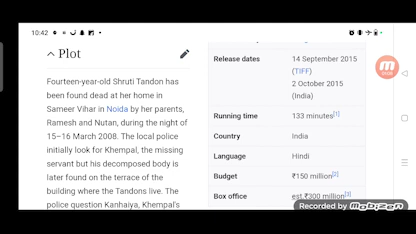 10:42
Plot
Fourteen-year-old Shruti Tandon has
been found dead at her home in
Sameer Vihar in Noida by her parents,
Ramesh and Nutan, during the night of
15–16 March 2008. The local police
initially look for Khempal, the missing
servant but his decomposed body is
later found on the terrace of the
building where the Tandons live. The
police question Kanhaiya, Khempal's
Release dates 14 September 2015
(TIFF)
2 October 2015
(India)
Running time 133 minutes[1]
Country India
Language Hindi
Budget ₹150 million[2]
Box office est ₹300 million[3]
Recorded by MOBIZEN